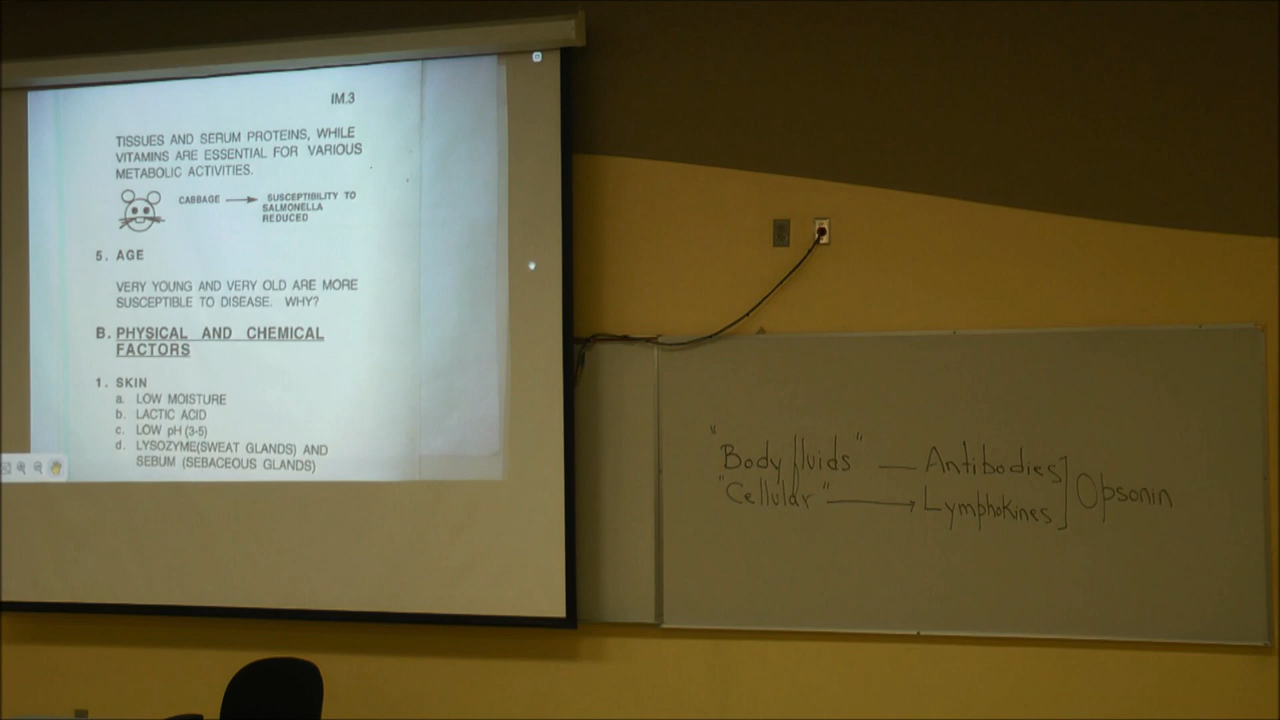 IM.3
TISSUES AND SERUM PROTEINS, WHILE
VITAMINS ARE ESSENTIAL FOR VARIOUS
METABOLIC ACTIVITIES.
CABBAGE → SUSCEPTIBILITY TO
SALMONELLA
REDUCED
5. AGE
VERY YOUNG AND VERY OLD ARE MORE
SUSCEPTIBLE TO DISEASE. WHY?
B. PHYSICAL AND CHEMICAL
FACTORS
1. SKIN
a. LOW MOISTURE
b. LACTIC ACID
c. LOW pH (3-5)
d. LYSOZYME(SWEAT GLANDS) AND
SEBUM (SEBACEOUS GLANDS)
"Body fluids" — Antibodies
"Cellular" → Lymphokines
] Opsonin